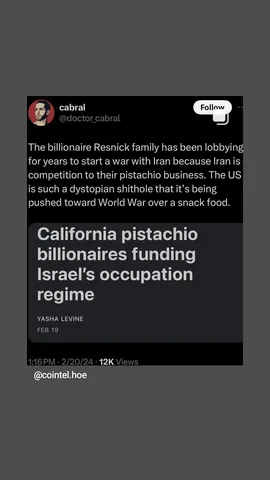 cabral
Follow
@doctor_cabral
The billionaire Resnick family has been lobbying
for years to start a war with Iran because Iran is
competition to their pistachio business. The US
is such a dystopian shithole that it's being
pushed toward World War over a snack food.
California pistachio
billionaires funding
Israel's occupation
regime
YASHA LEVINE
FEB 19
1:16 PM · 2/20/24 · 12K Views
@cointel.hoe